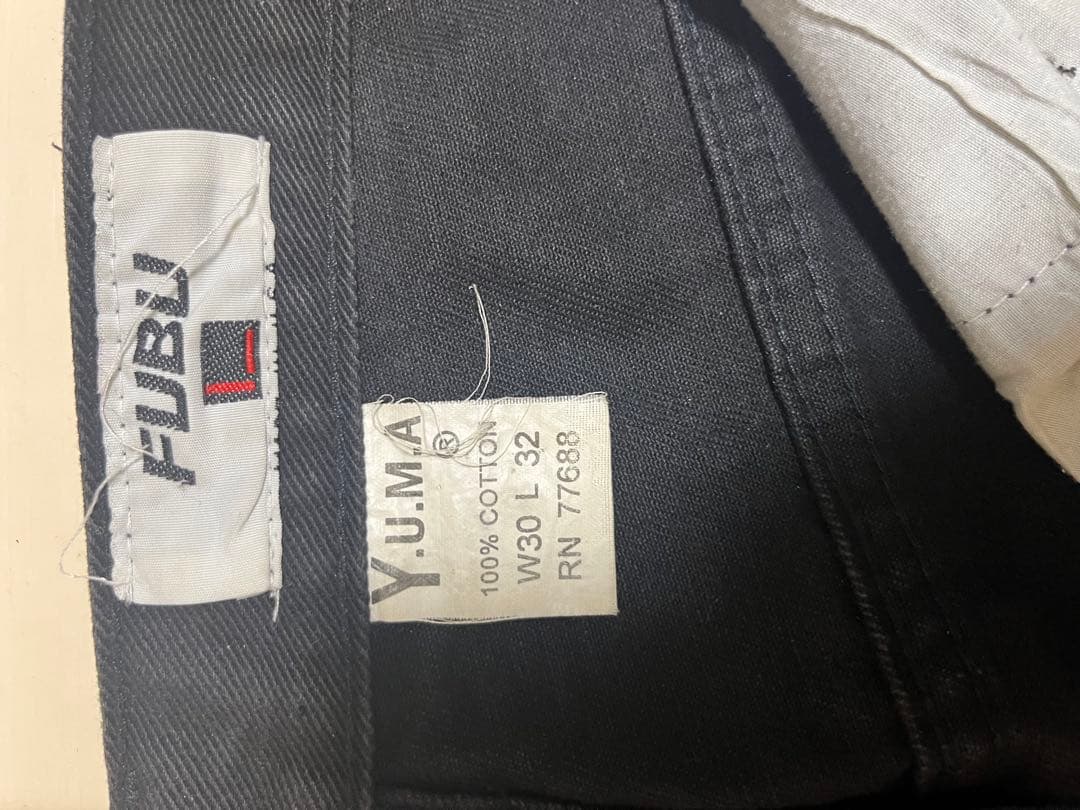 FUBU
L
Y.U.M.A ®
100% COTTON
W30 L 32
RN 77688